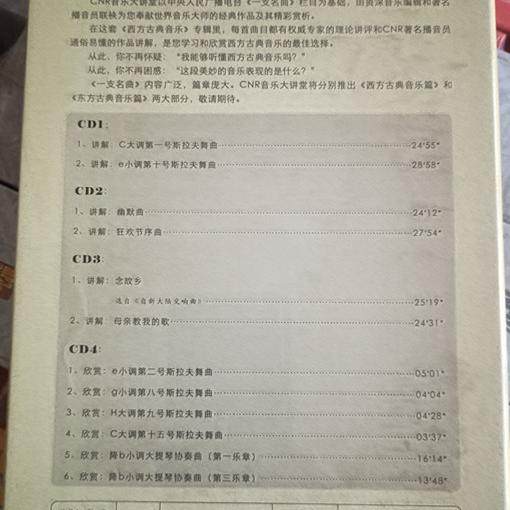 CNR音乐大讲堂以中央人民广播电台《一支名曲》栏目为基础，由资深音乐编辑和著名
播音员联袂为您奉献世界音乐大师的经典作品及其精彩赏析。
在这套《西方古典音乐》专辑里，每首曲目都有权威专家的理论讲评和CNR著名播音员
通俗易懂的作品讲解，是您学习和欣赏西方古典音乐的最佳选择。
从此，你不再怀疑：“我能够听懂西方古典音乐吗？”
从此，你不再困惑：“这段美妙的音乐表现的是什么？”
《一支名曲》内容广泛，篇章庞大。CNR音乐大讲堂将分别推出《西方古典音乐篇》和
《东方古典音乐篇》两大部分，敬请期待。
CD1:
1、讲解：C大调第一号斯拉夫舞曲 24'55"
2、讲解：e小调第十号斯拉夫舞曲 28'58"
CD2:
1、讲解：幽默曲 24'12"
2、讲解：狂欢节序曲 27'54"
CD3:
1、讲解：念故乡
选自《自新大陆交响曲》 25'19"
2、讲解：母亲教我的歌 24'31"
CD4:
1、欣赏：e小调第二号斯拉夫舞曲 05'01"
2、欣赏：g小调第八号斯拉夫舞曲 04'04"
3、欣赏：H大调第九号斯拉夫舞曲 04'28"
4、欣赏：C大调第十五号斯拉夫舞曲 03'37"
5、欣赏：降b小调大提琴协奏曲（第一乐章） 16'14"
6、欣赏：降b小调大提琴协奏曲（第三乐章） 13'48"